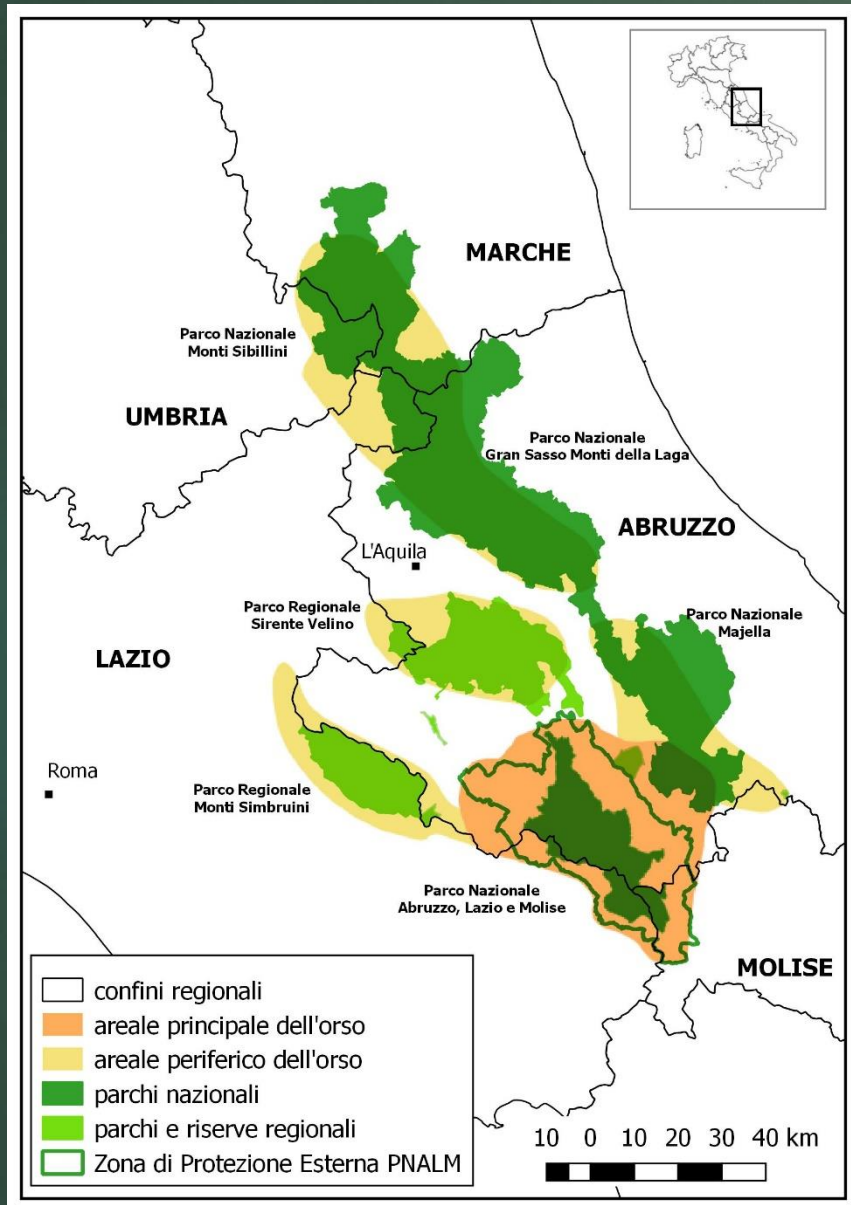 MARCHE
Parco Nazionale
Monti Sibillini
UMBRIA
Parco Nazionale
Gran Sasso Monti della Laga
ABRUZZO
L'Aquila
Parco Regionale
Sirente Velino
Parco Nazionale
Majella
LAZIO
Roma
Parco Regionale
Monti Simbruini
Parco Nazionale
Abruzzo, Lazio e Molise
MOLISE
confini regionali
areale principale dell'orso
areale periferico dell'orso
parchi nazionali
parchi e riserve regionali
Zona di Protezione Esterna PNALM
10 0 10 20 30 40 km